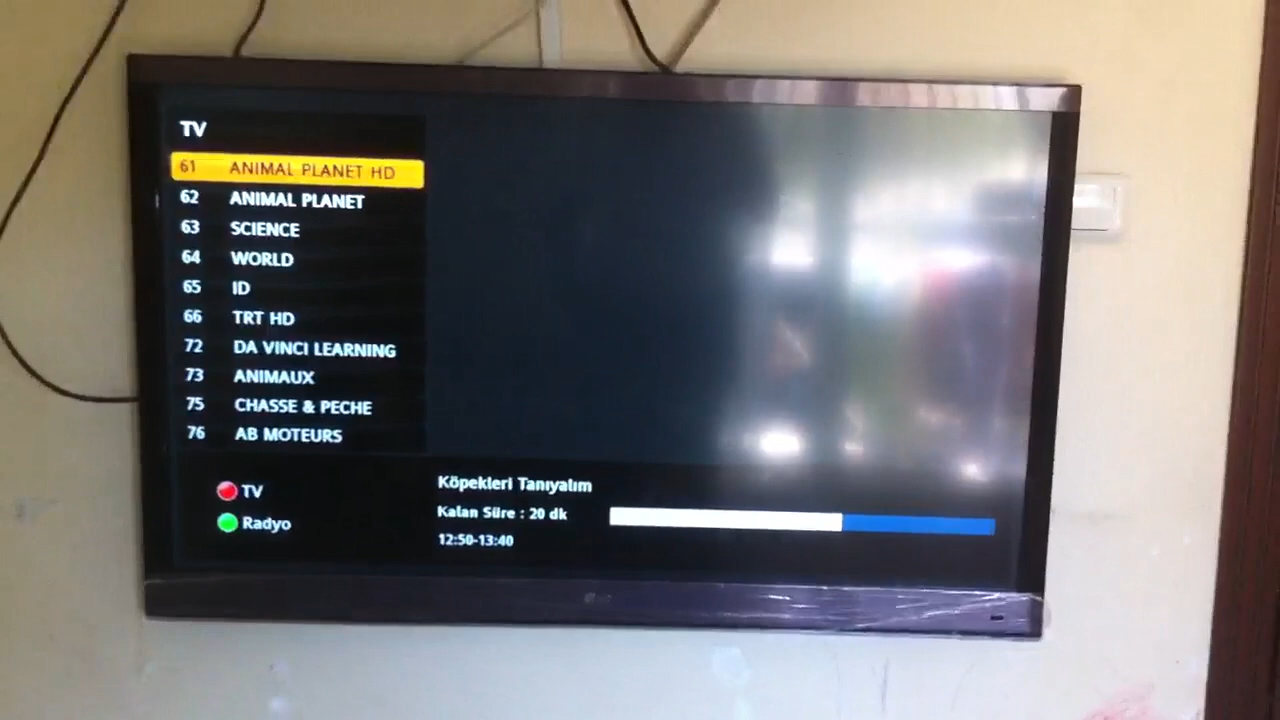 TV
61 ANIMAL PLANET HD
62 ANIMAL PLANET
63 SCIENCE
64 WORLD
65 ID
66 TRT HD
72 DA VINCI LEARNING
73 ANIMAUX
75 CHASSE & PECHE
76 AB MOTEURS
TV
Radyo
Köpekleri Tanıyalım
Kalan Süre : 20 dk
12:50-13:40